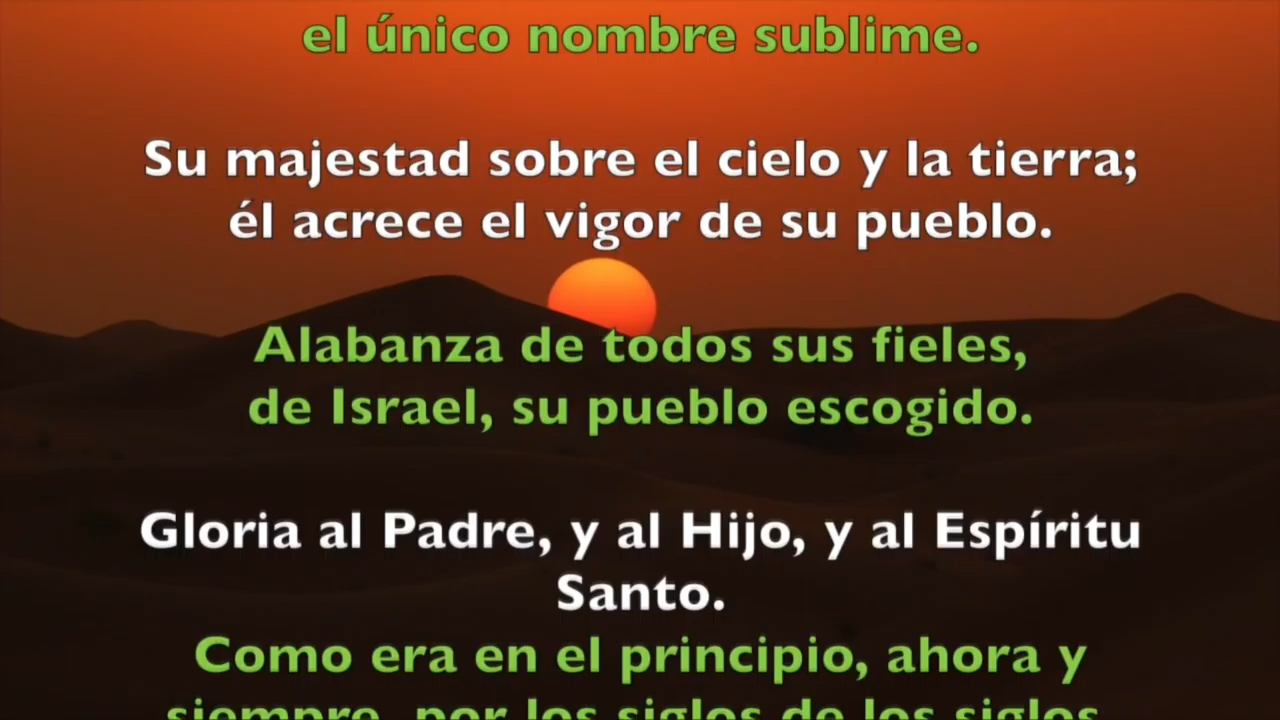 el único nombre sublime.
Su majestad sobre el cielo y la tierra;
él acrece el vigor de su pueblo.
Alabanza de todos sus fieles,
de Israel, su pueblo escogido.
Gloria al Padre, y al Hijo, y al Espíritu
Santo.
Como era en el principio, ahora y
siempre, por los siglos de los siglos.